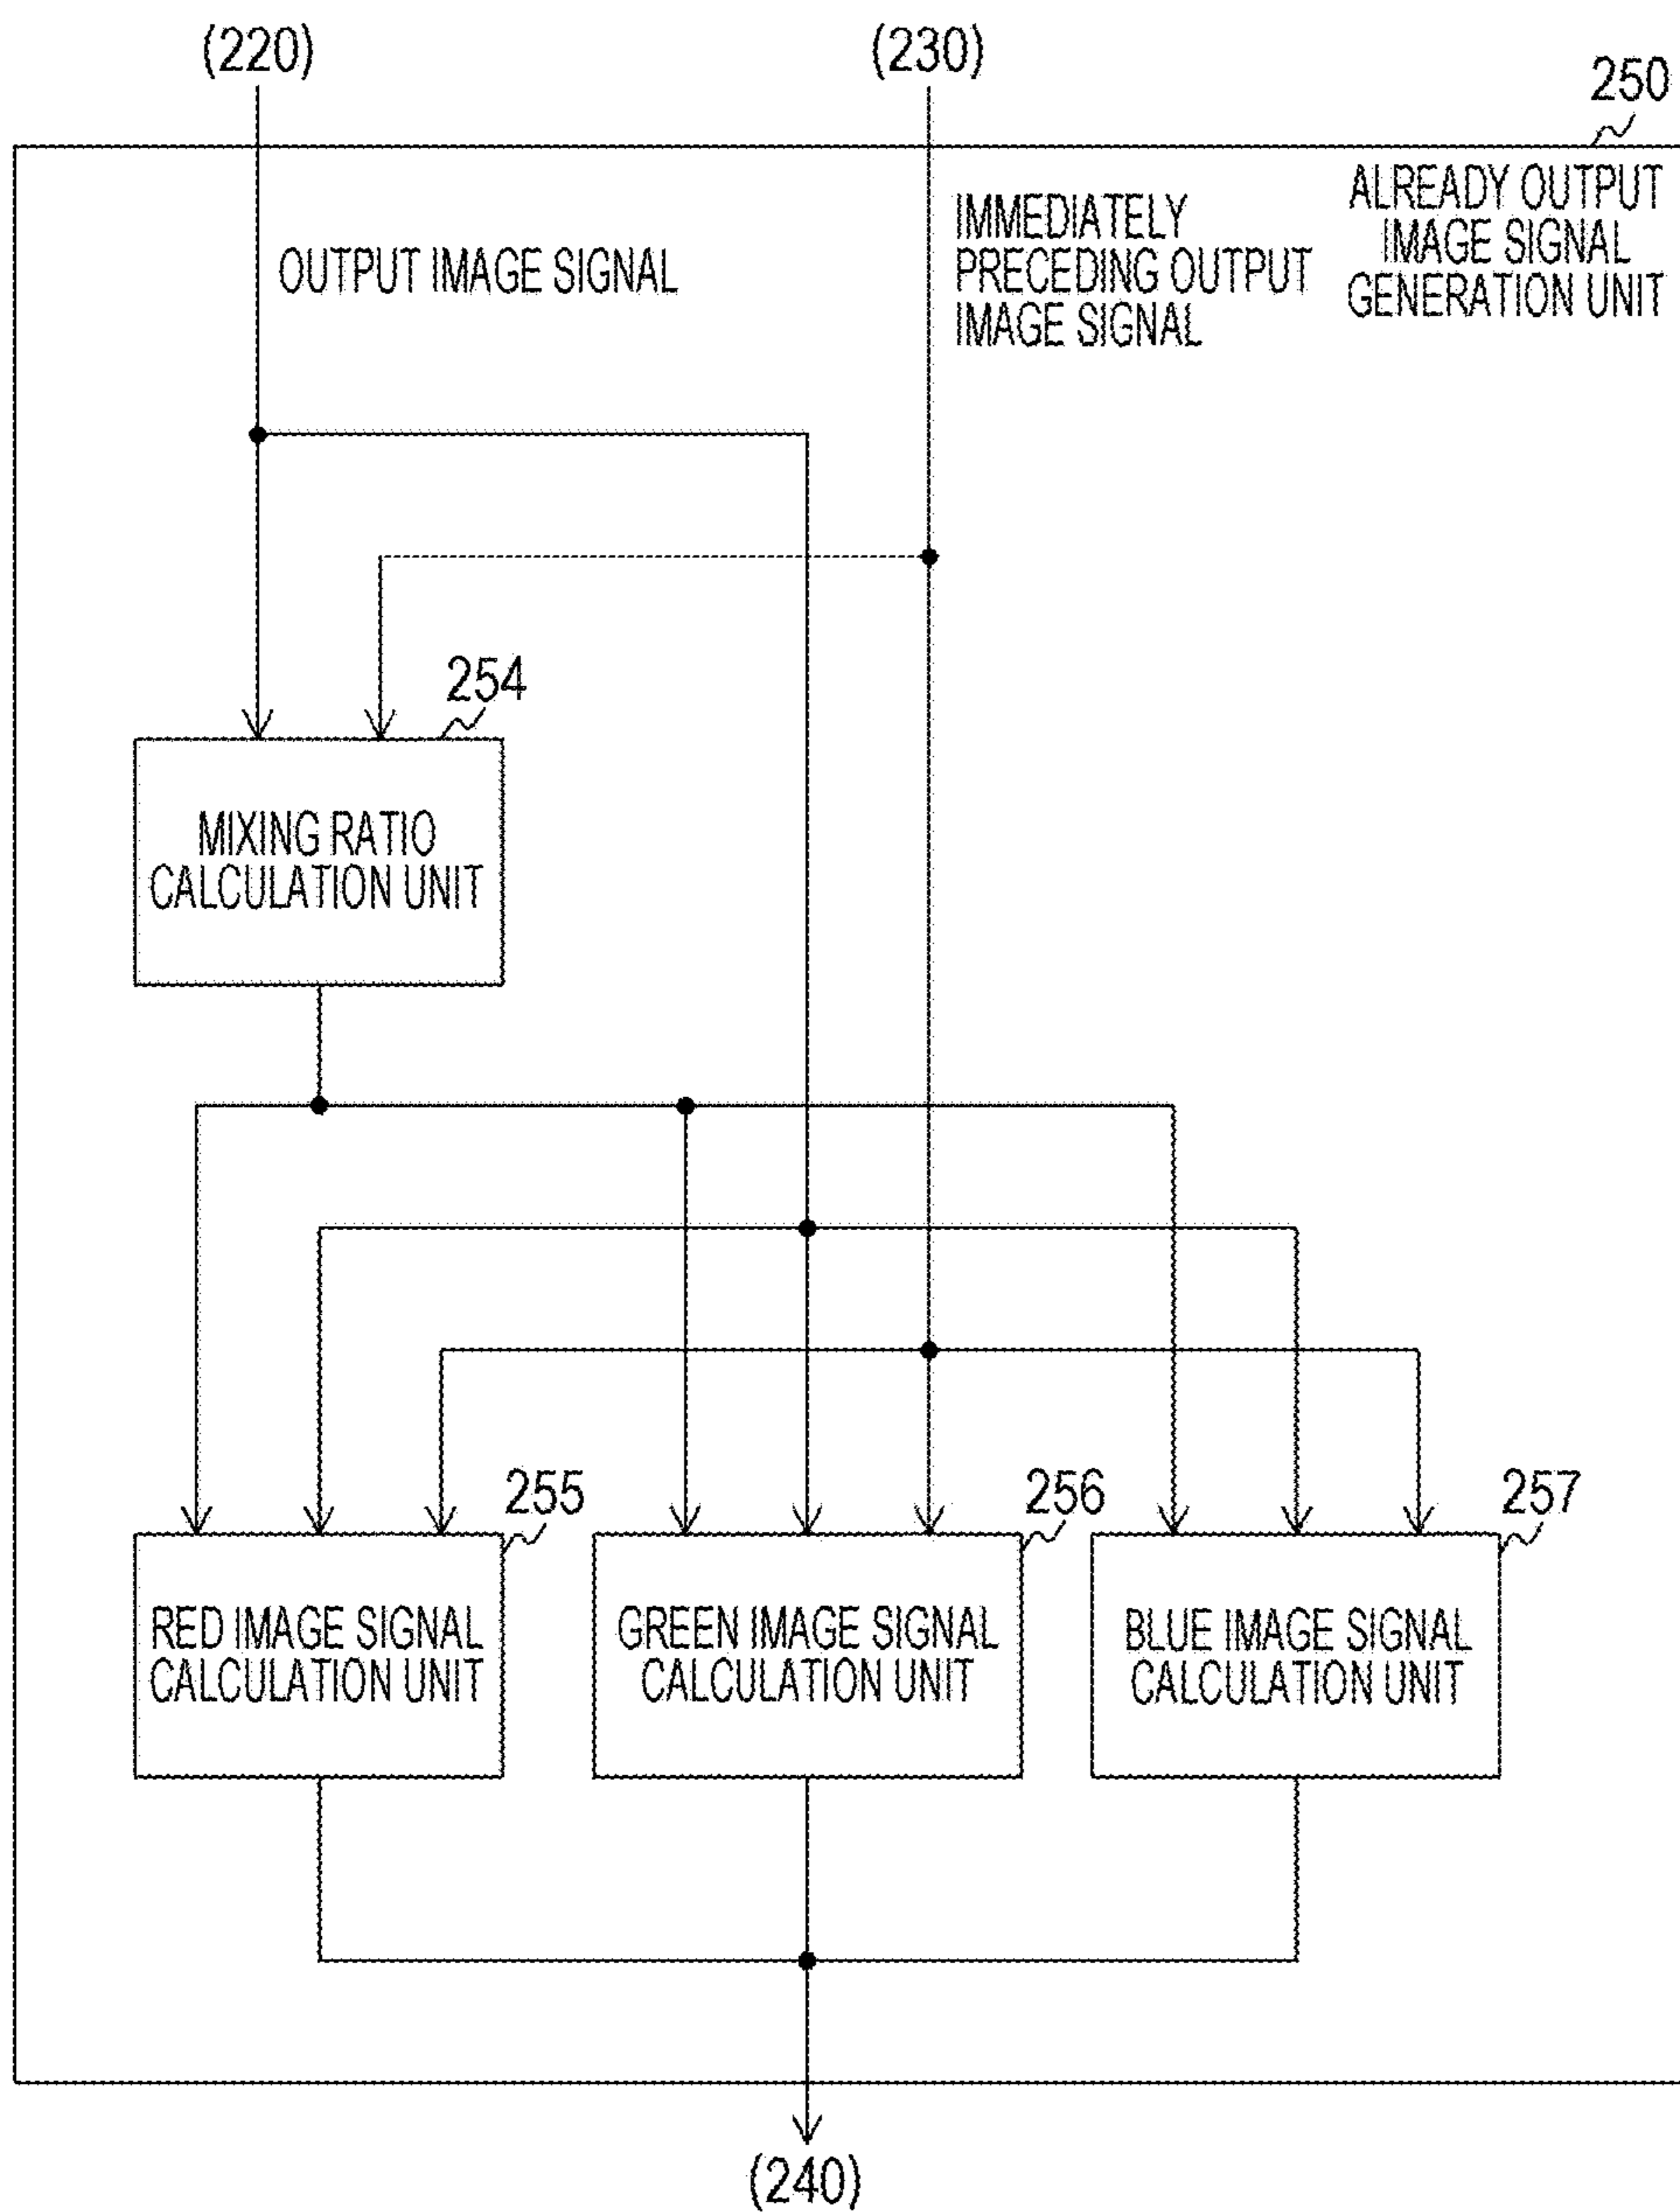 (220)
(230)
250
OUTPUT IMAGE SIGNAL
IMMEDIATELY
PRECEDING OUTPUT
IMAGE SIGNAL
ALREADY OUTPUT
IMAGE SIGNAL
GENERATION UNIT
254
MIXING RATIO
CALCULATION UNIT
255
RED IMAGE SIGNAL
CALCULATION UNIT
256
GREEN IMAGE SIGNAL
CALCULATION UNIT
257
BLUE IMAGE SIGNAL
CALCULATION UNIT
(240)